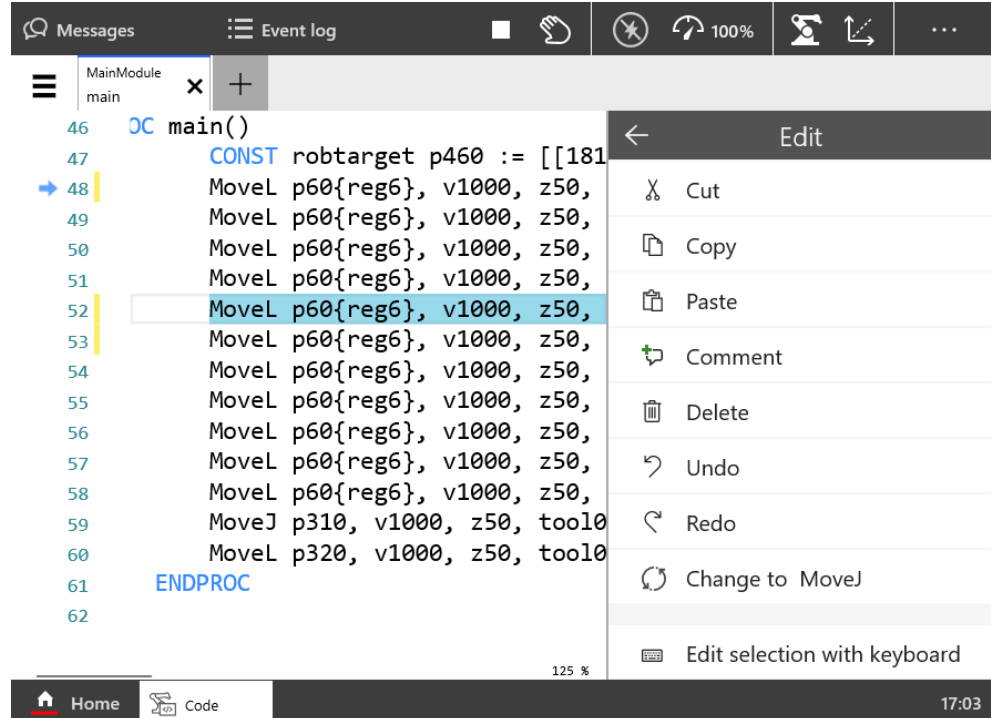 Messages Event log 100% ...
MainModule
main
46 OC main()
47 CONST robtarget p460 := [[181
48 MoveL p60{reg6}, v1000, z50,
49 MoveL p60{reg6}, v1000, z50,
50 MoveL p60{reg6}, v1000, z50,
51 MoveL p60{reg6}, v1000, z50,
52 MoveL p60{reg6}, v1000, z50,
53 MoveL p60{reg6}, v1000, z50,
54 MoveL p60{reg6}, v1000, z50,
55 MoveL p60{reg6}, v1000, z50,
56 MoveL p60{reg6}, v1000, z50,
57 MoveL p60{reg6}, v1000, z50,
58 MoveL p60{reg6}, v1000, z50,
59 MoveJ p310, v1000, z50, tool0
60 MoveL p320, v1000, z50, tool0
61 ENDPROC
62
125 %
Edit
Cut
Copy
Paste
Comment
Delete
Undo
Redo
Change to MoveJ
Edit selection with keyboard
Home Code 17:03